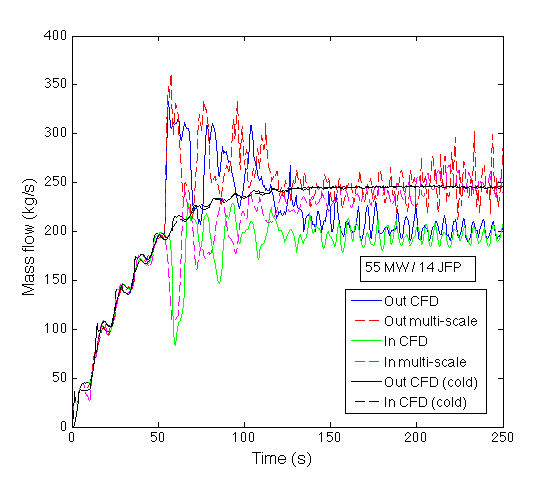 400
350
300
250
200
150
100
50
0
Mass flow (kg/s)
55 MW / 14 JFP
Out CFD
Out multi-scale
In CFD
In multi-scale
Out CFD (cold)
In CFD (cold)
0 50 100 150 200 250
Time (s)